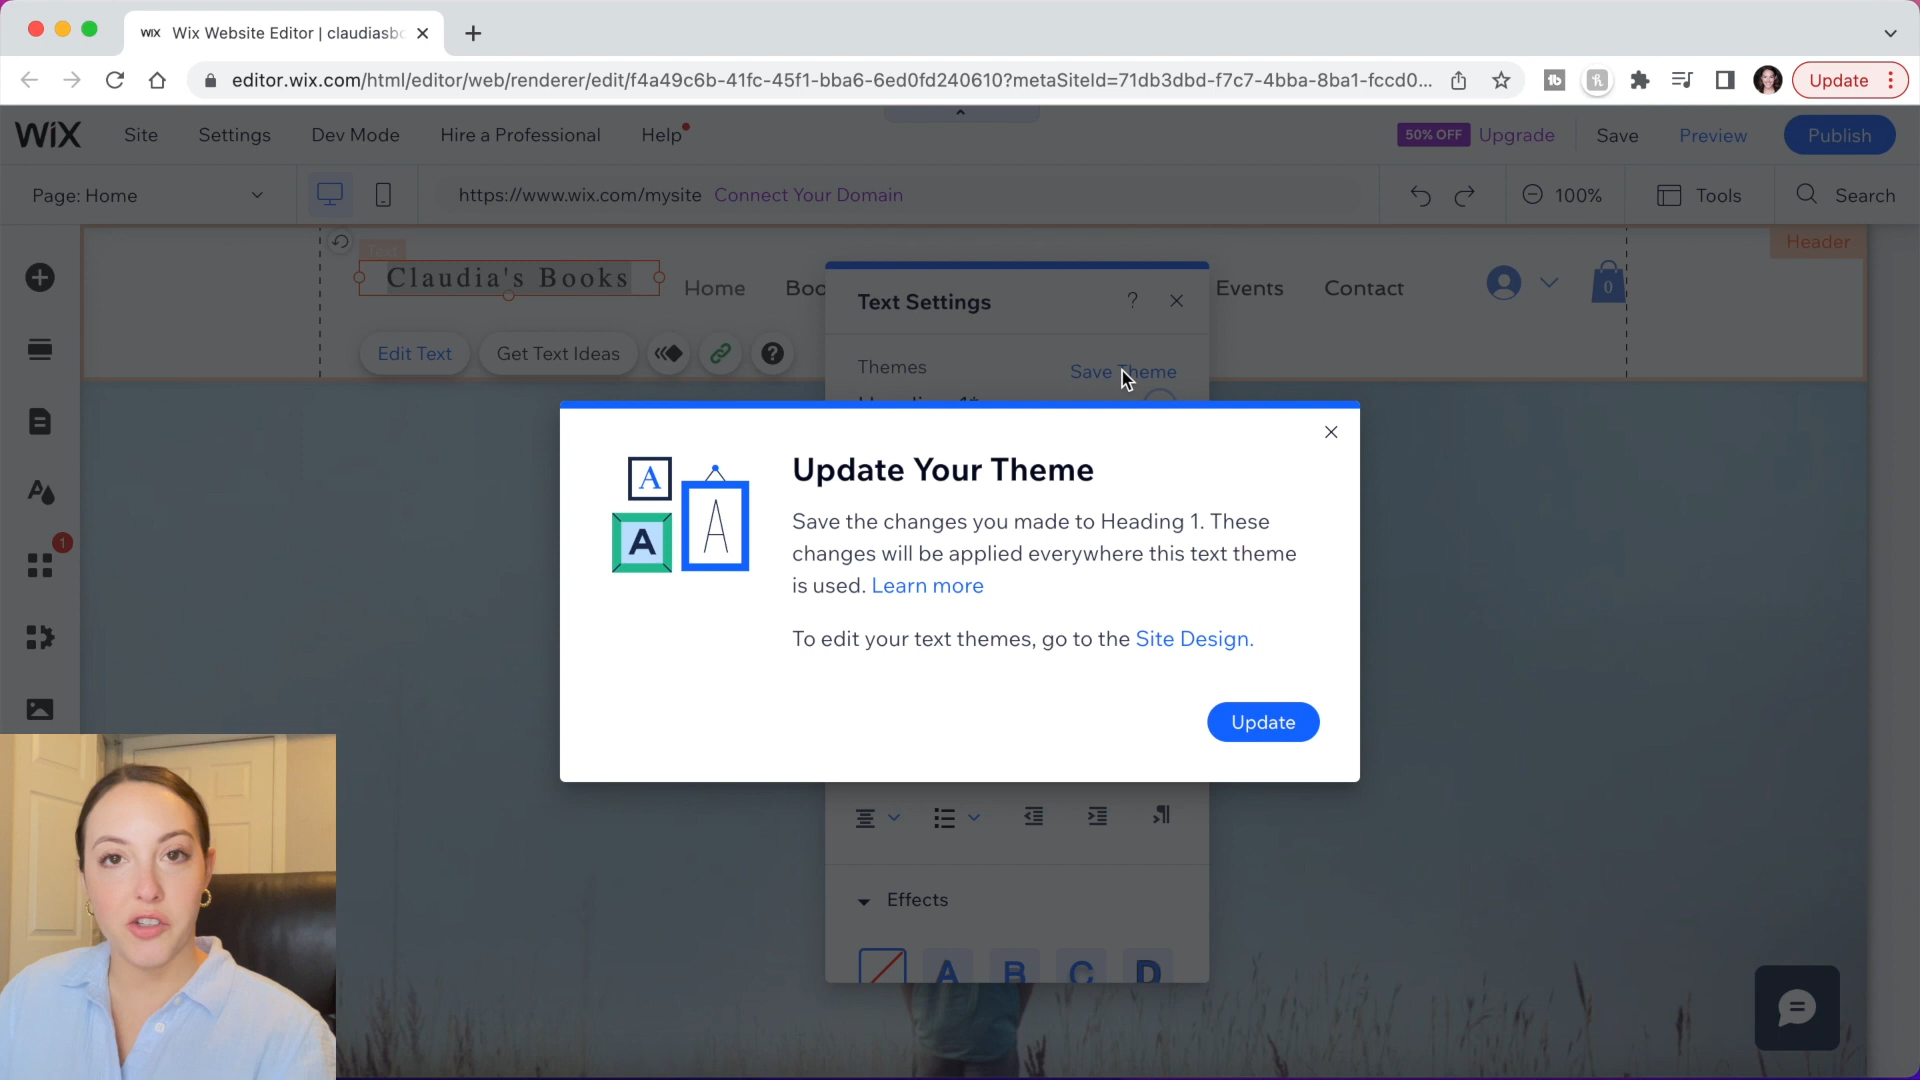 WiX Wix Website Editor | claudiasbo
editor.wix.com/html/editor/web/renderer/edit/f4a49c6b-41fc-45f1-bba6-6ed0fd240610?metaSiteId=71db3dbd-f7c7-4bba-8ba1-fccd0... Update
WiX Site Settings Dev Mode Hire a Professional Help 50% OFF Upgrade Save Preview Publish
Page: Home https://www.wix.com/mysite Connect Your Domain 100% Tools Search
Text Header
Claudia's Books Home Boo Events Contact 0
Text Settings ?
Edit Text Get Text Ideas ?
Themes Save Theme
Update Your Theme
Save the changes you made to Heading 1. These
changes will be applied everywhere this text theme
is used. Learn more
To edit your text themes, go to the Site Design.
1
Update
Effects
A B C D